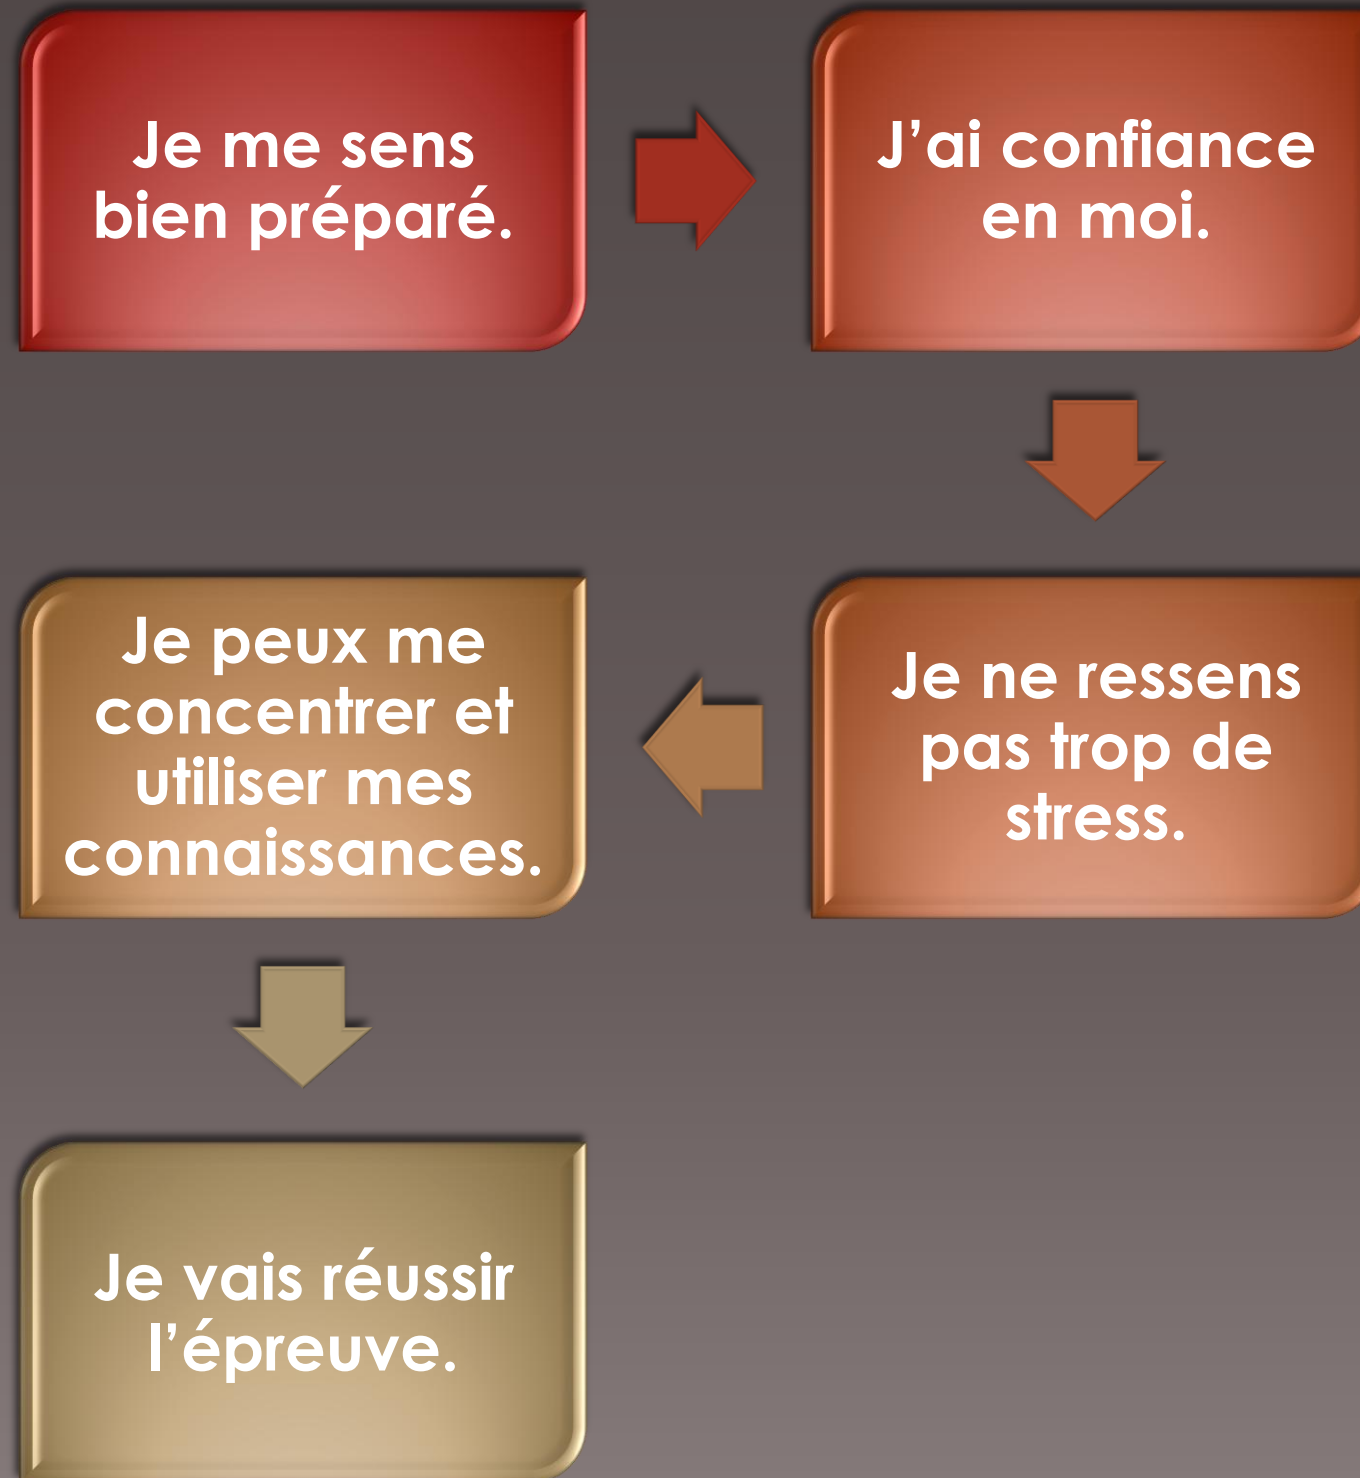 Je me sens
bien préparé.
J’ai confiance
en moi.
Je ne ressens
pas trop de
stress.
Je peux me
concentrer et
utiliser mes
connaissances.
Je vais réussir
l’épreuve.